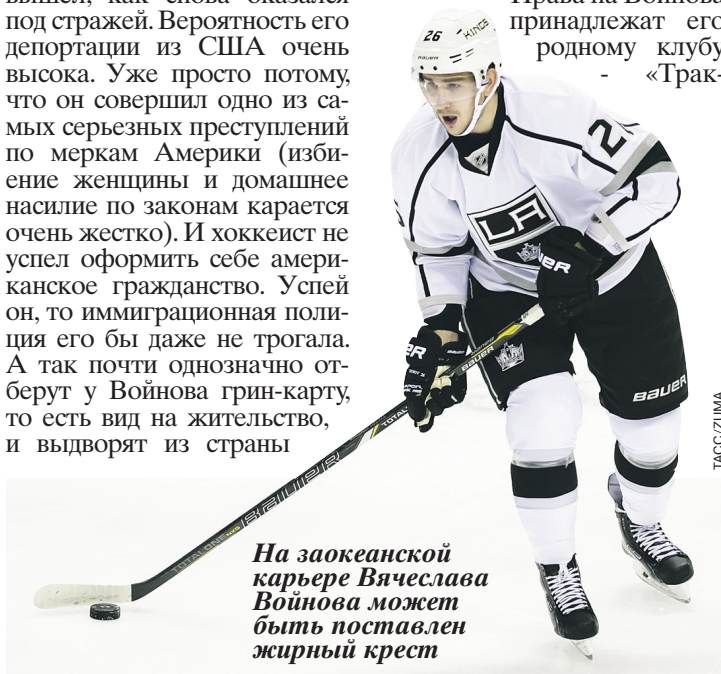 вышел, как снова оказался
под стражей. Вероятность его
депортации из США очень
высока. Уже просто потому,
что он совершил одно из са-
мых серьезных преступлений
по меркам Америки (изби-
ение женщины и домашнее
насилие по законам карается
очень жестко). И хоккеист не
успел оформить себе амери-
канское гражданство. Успей
он, то иммиграционная поли-
ция его бы даже не трогала.
А так почти однозначно от-
берут у Войнова грин-карту,
то есть вид на жительство,
и выдворят из страны
Права на Войнова
принадлежат его
родному клубу
- «Трак-
26
KINGS
BAUER
LA
BAUER
BAUER
TOTALONE NXG
BAUER
ТАСС/ZUMA
На заокеанской
карьере Вячеслава
Войнова может
быть поставлен
жирный крест